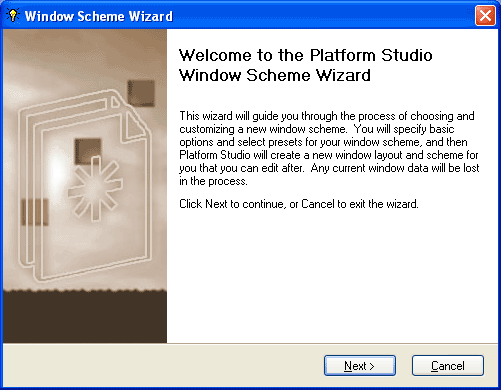 Window Scheme Wizard
Welcome to the Platform Studio
Window Scheme Wizard
This wizard will guide you through the process of choosing and
customizing a new window scheme.  You will specify basic
options and select presets for your window scheme, and then
Platform Studio will create a new window layout and scheme for
you that you can edit after.  Any current window data will be lost
in the process.
Click Next to continue, or Cancel to exit the wizard.
Next >
Cancel